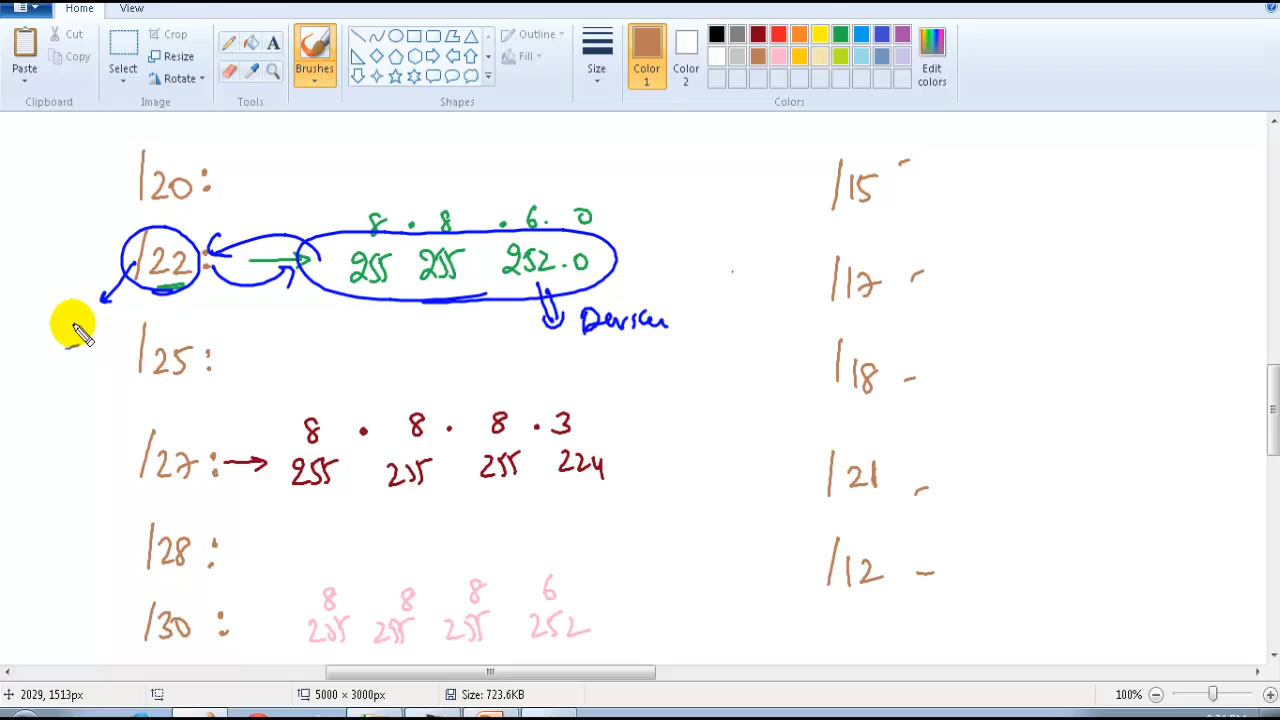 Home View
Paste
Cut
Copy
Clipboard
Select
Crop
Resize
Rotate
Image
A
Tools
Brushes
Outline
Fill
Shapes
Size
Color 1
Color 2
Edit colors
Colors
/20:
8 . 8 . 6 . 0
/22: 255 255 252.0
/25:
8 . 8 . 8 . 3
/27: 255 255 255 224
/28:
8 8 8 6
/30: 255 255 255 252
/15 -
/17 -
/18 -
/21 -
/12 -
2029, 1513px
5000 × 3000px
Size: 723.6KB
100%